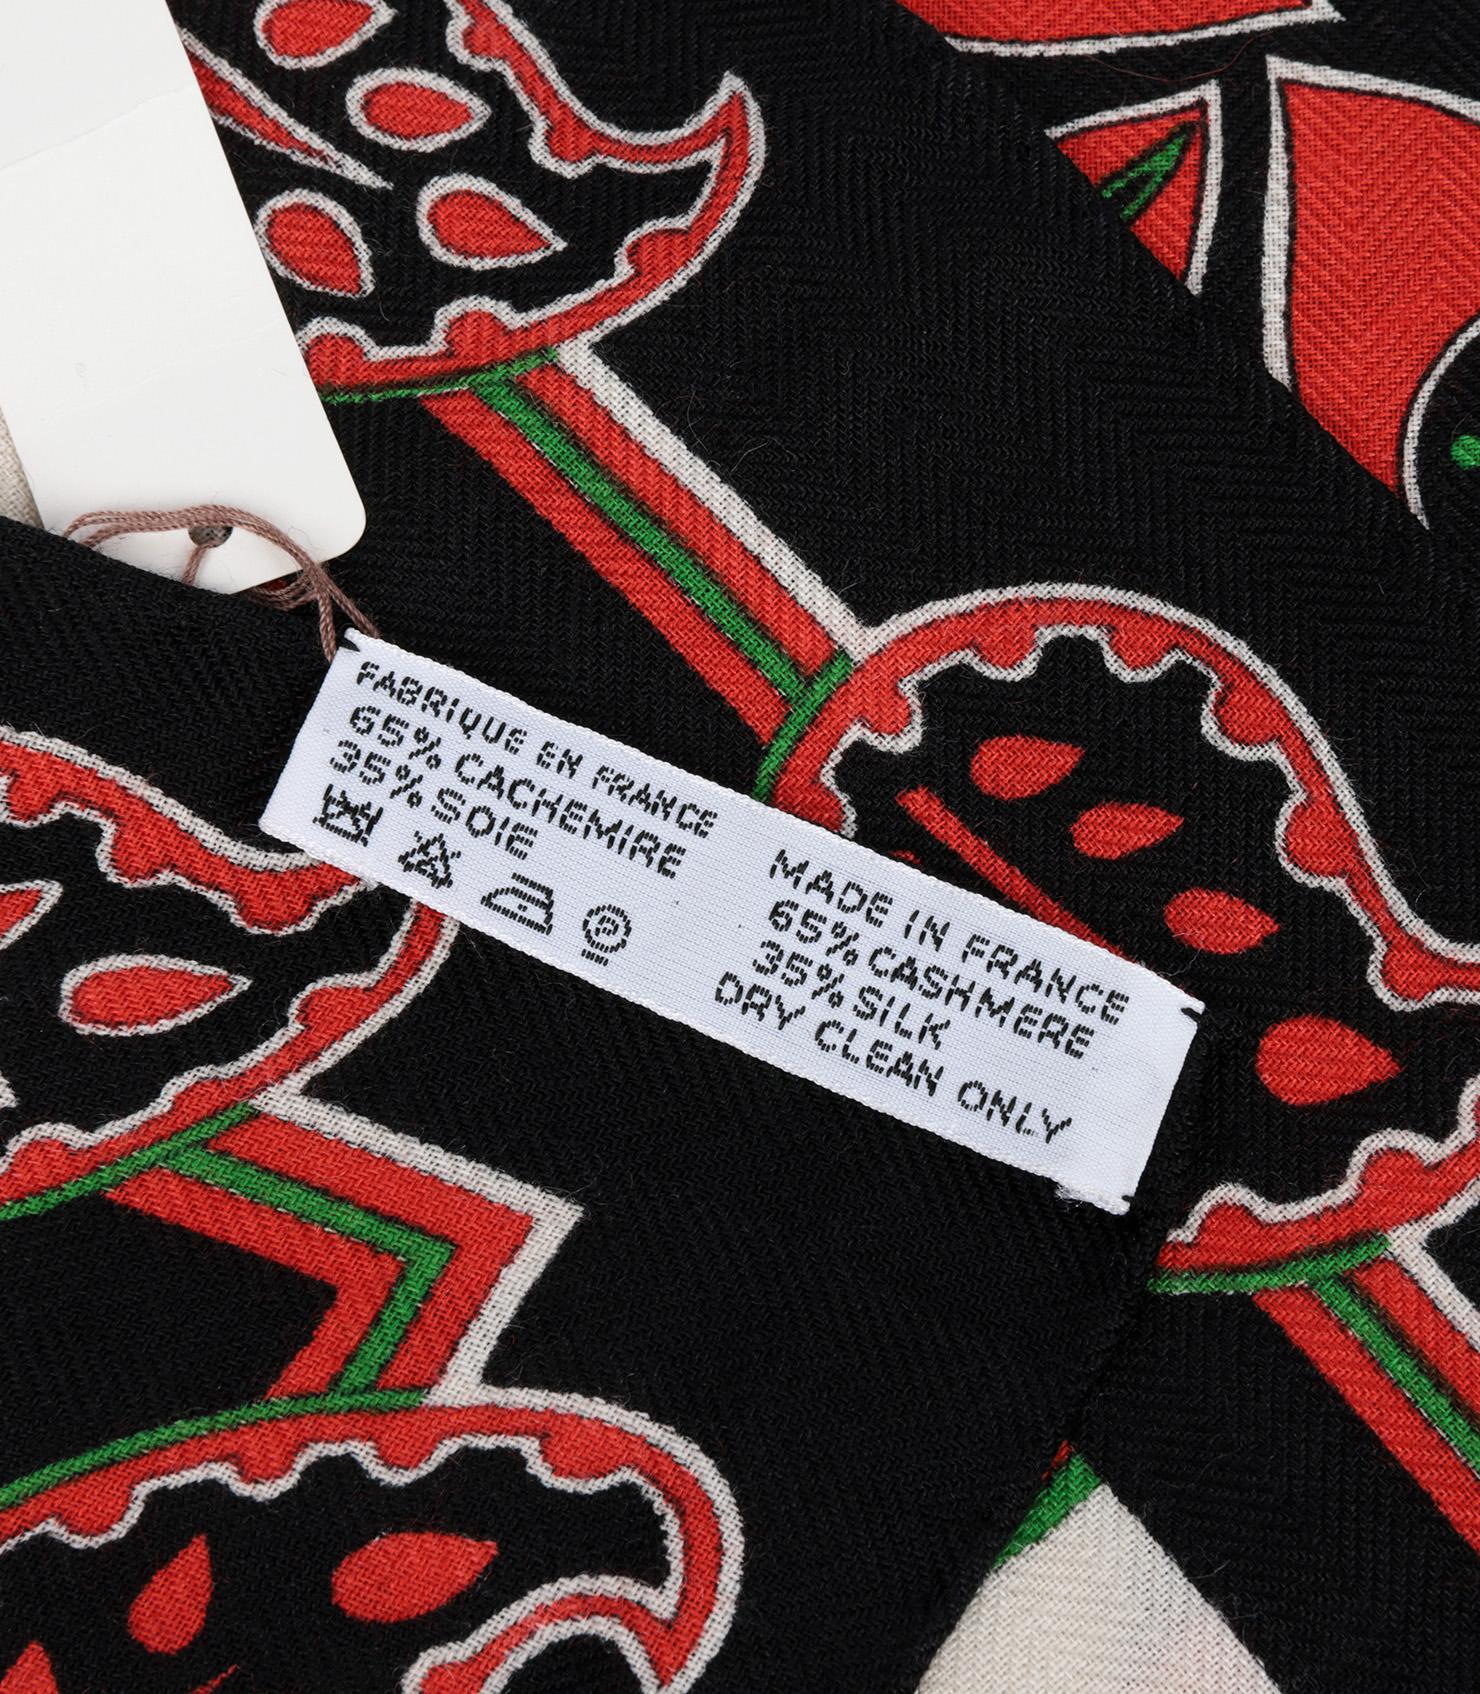 FABRIQUE EN FRANCE
65% CACHEMIRE
35% SOIE
P
MADE IN FRANCE
65% CASHMERE
35% SILK
DRY CLEAN ONLY